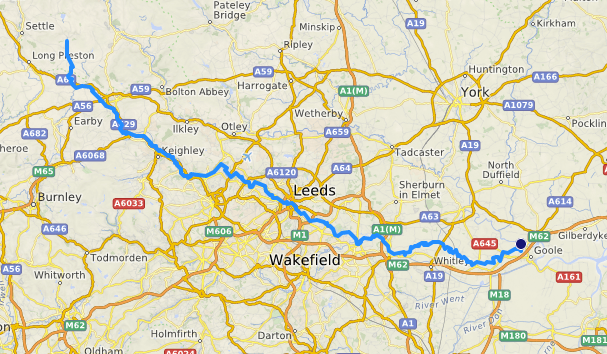 Pateley
Bridge
Settle
Minskip
A19
Kirkham
Long Preston
Ripley
A59
A59
Huntington
A166
Bolton Abbey
Harrogate
A1(M)
York
A56
A1079
Earby
Wetherby
A682
Ilkley
Otley
A659
Pocklin
A19
Keighley
Tadcaster
A6068
A6120
A64
North
Duffield
M65
Leeds
Sherburn
in Elmet
Burnley
A6033
A63
A614
A646
M606
M1
A1(M)
A645
M62
Gilberdyke
Todmorden
Wakefield
M62
Whitley
Goole
A56
A19
A161
Whitworth
River Went
M18
M62
Holmfirth
Darton
A1
River Don
M180
M181
Oldham